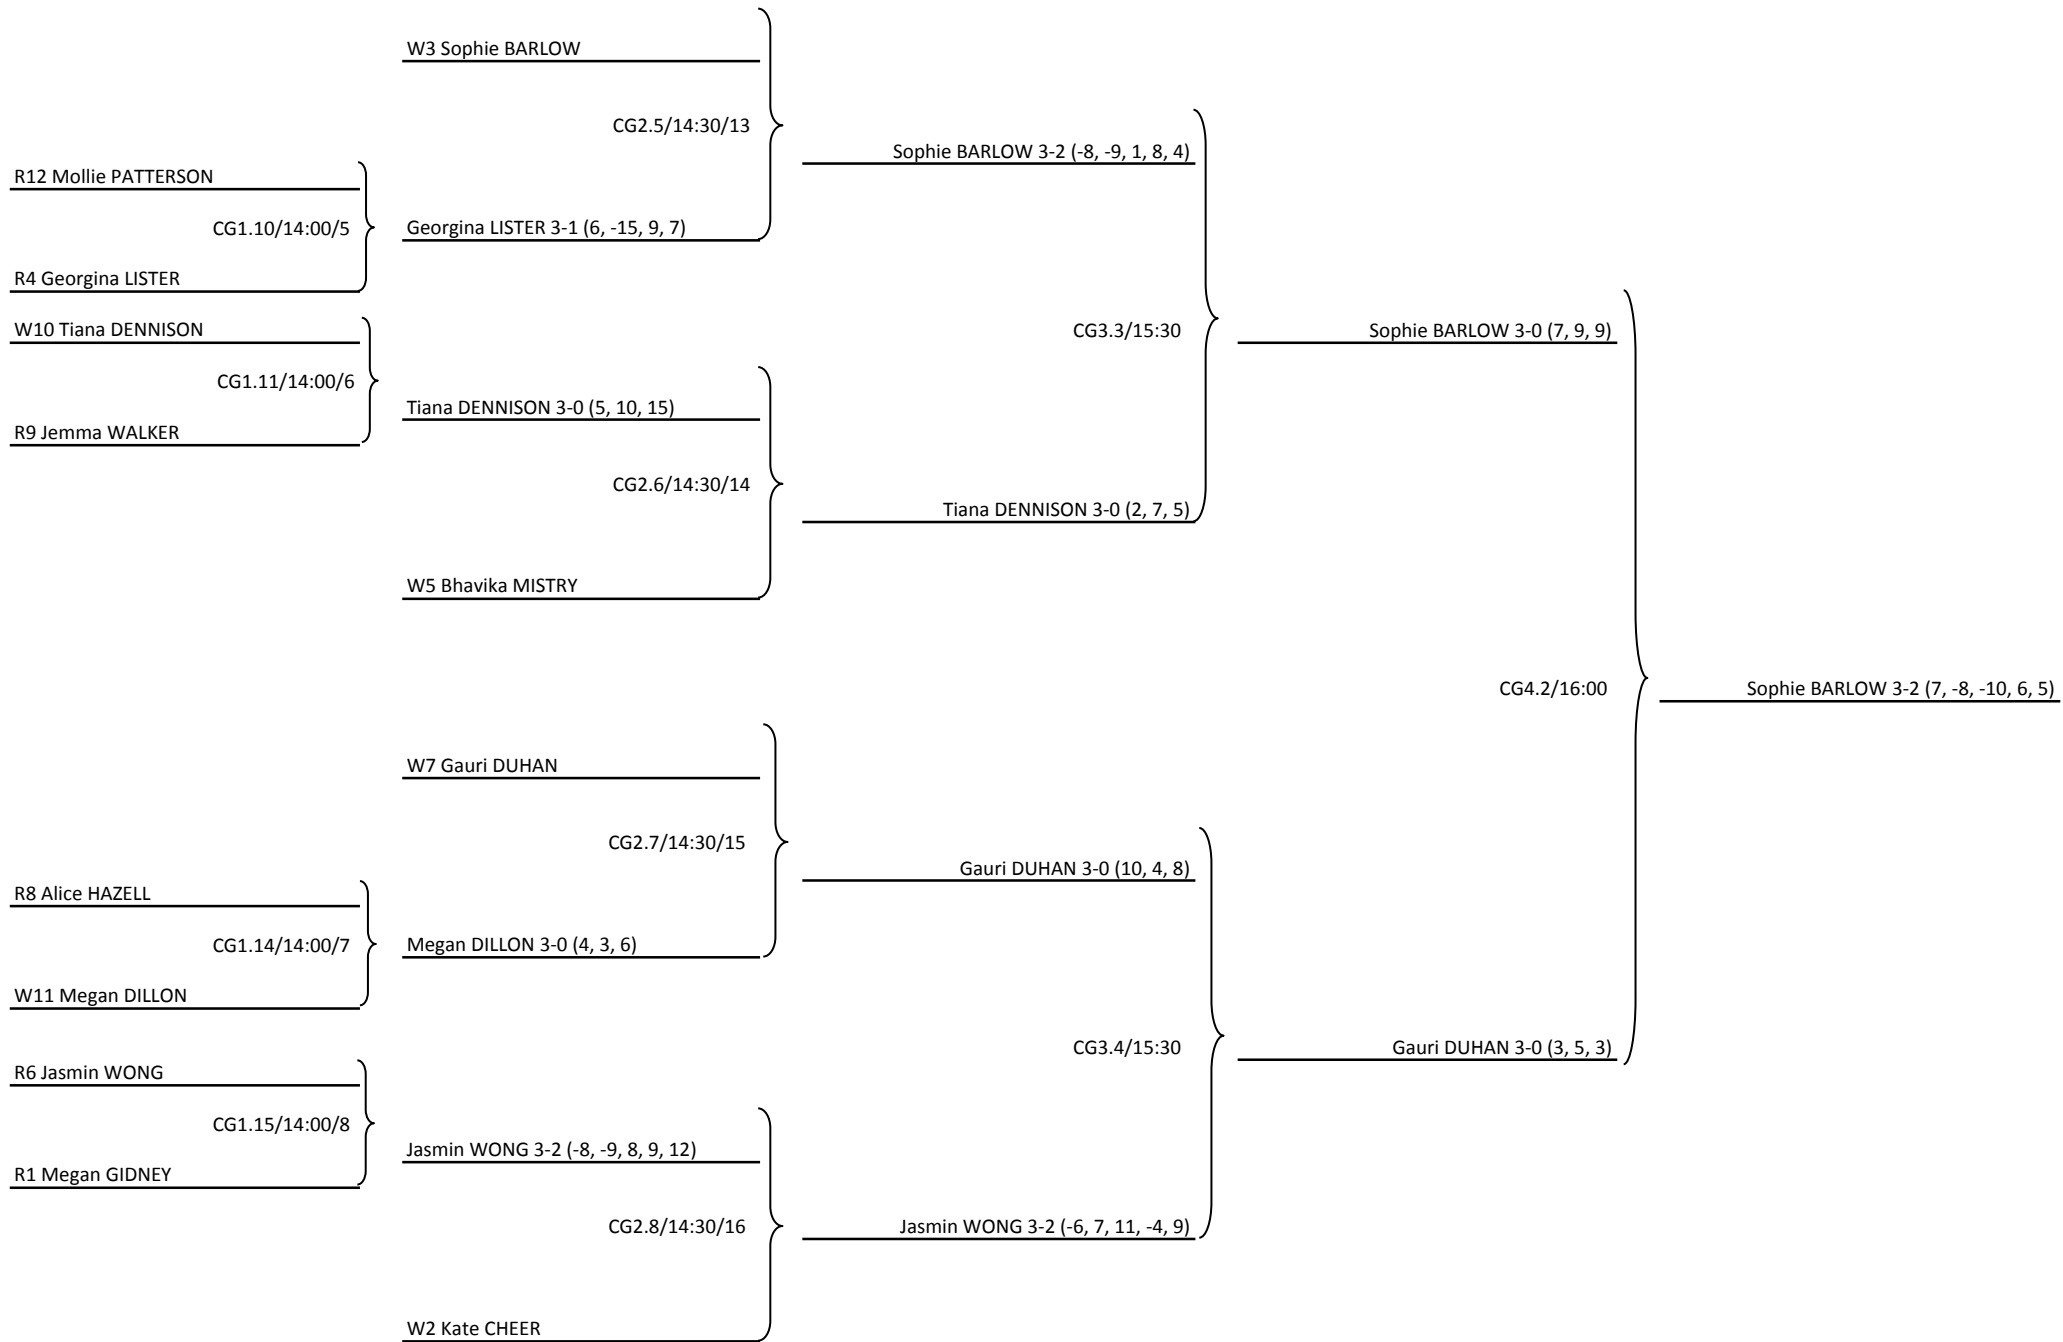 W3 Sophie BARLOW
CG2.5/14:30/13
Sophie BARLOW 3-2 (-8, -9, 1, 8, 4)
R12 Mollie PATTERSON
CG1.10/14:00/5
Georgina LISTER 3-1 (6, -15, 9, 7)
R4 Georgina LISTER
W10 Tiana DENNISON
CG3.3/15:30
Sophie BARLOW 3-0 (7, 9, 9)
CG1.11/14:00/6
Tiana DENNISON 3-0 (5, 10, 15)
R9 Jemma WALKER
CG2.6/14:30/14
Tiana DENNISON 3-0 (2, 7, 5)
W5 Bhavika MISTRY
CG4.2/16:00
Sophie BARLOW 3-2 (7, -8, -10, 6, 5)
W7 Gauri DUHAN
CG2.7/14:30/15
Gauri DUHAN 3-0 (10, 4, 8)
R8 Alice HAZELL
CG1.14/14:00/7
Megan DILLON 3-0 (4, 3, 6)
W11 Megan DILLON
CG3.4/15:30
Gauri DUHAN 3-0 (3, 5, 3)
R6 Jasmin WONG
CG1.15/14:00/8
Jasmin WONG 3-2 (-8, -9, 8, 9, 12)
R1 Megan GIDNEY
CG2.8/14:30/16
Jasmin WONG 3-2 (-6, 7, 11, -4, 9)
W2 Kate CHEER